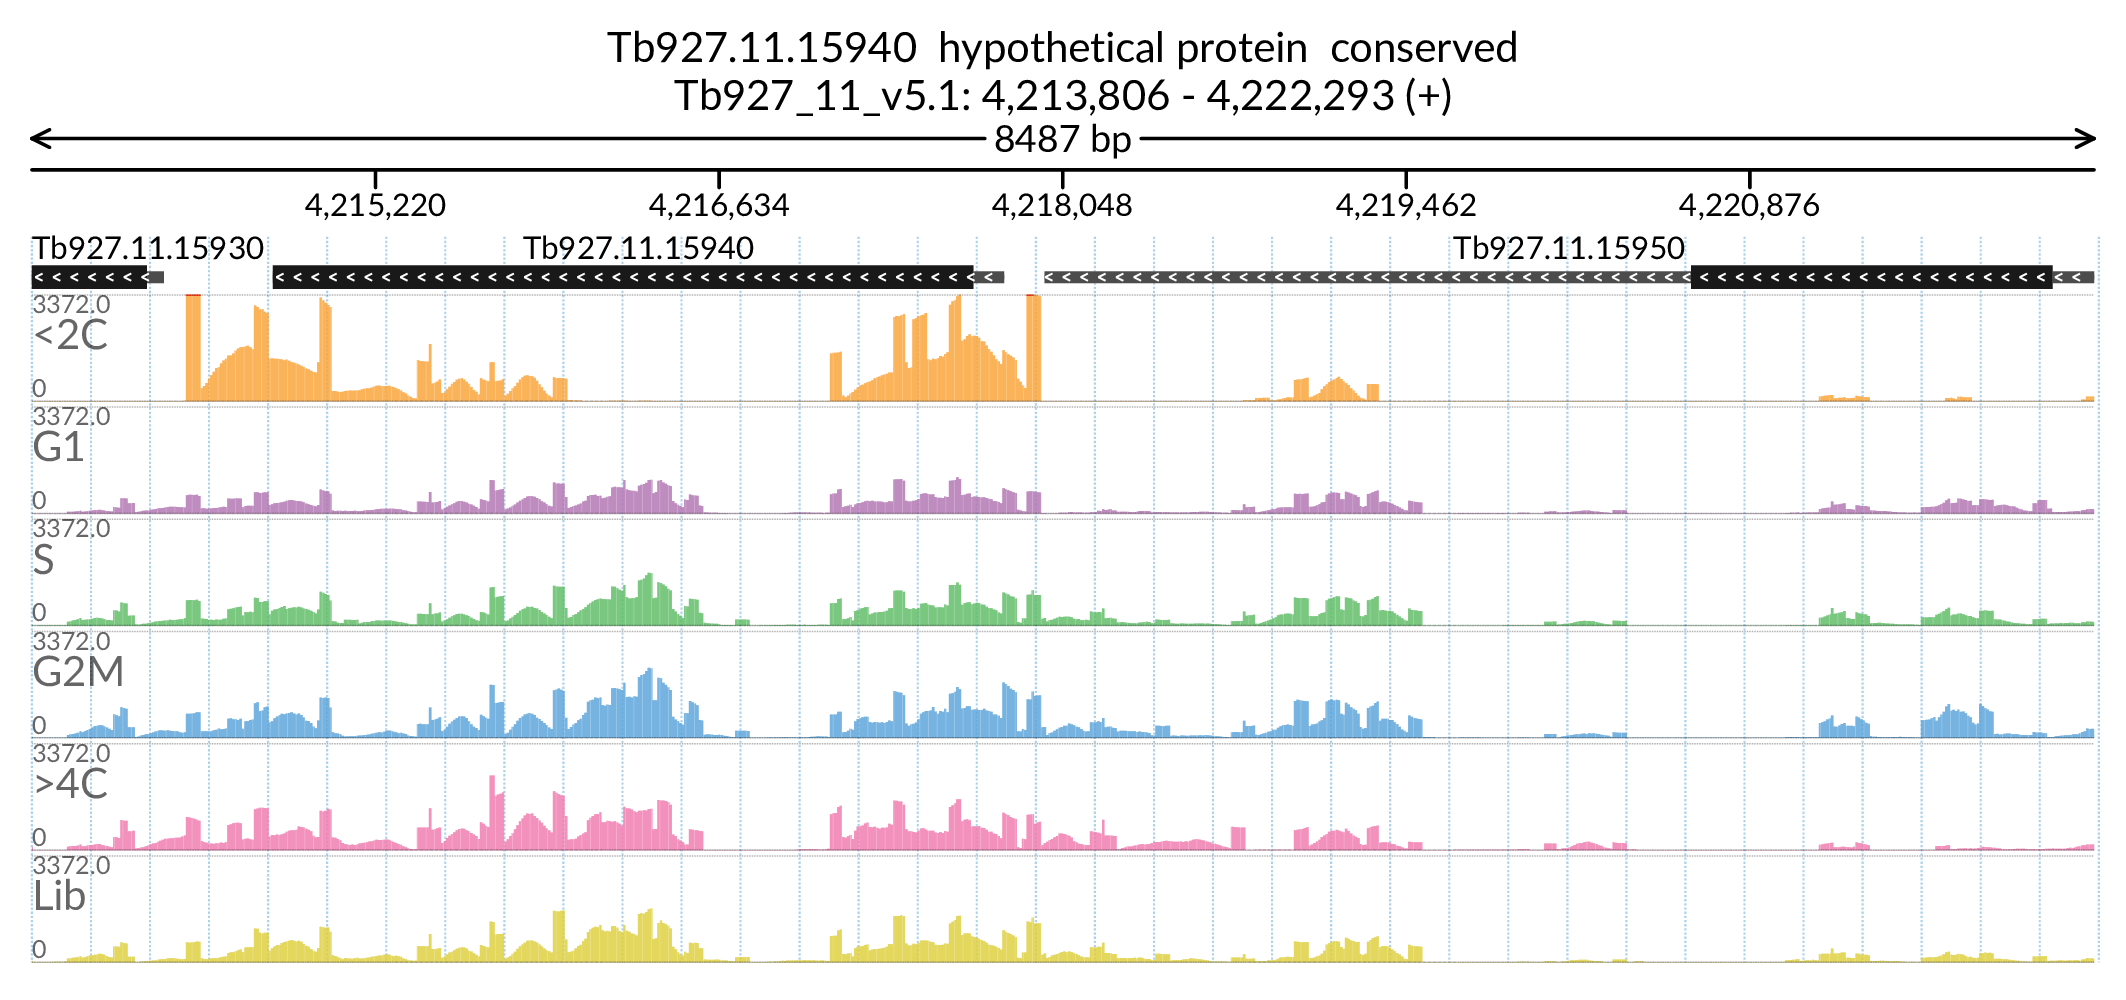 Tb927.11.15940 hypothetical protein conserved
Tb927_11_v5.1: 4,213,806 - 4,222,293 (+)
8487 bp
4,215,220 4,216,634 4,218,048 4,219,462 4,220,876
Tb927.11.15930 Tb927.11.15940 Tb927.11.15950
3372.0
<2C
0
3372.0
G1
0
3372.0
S
0
3372.0
G2M
0
3372.0
>4C
0
3372.0
Lib
0